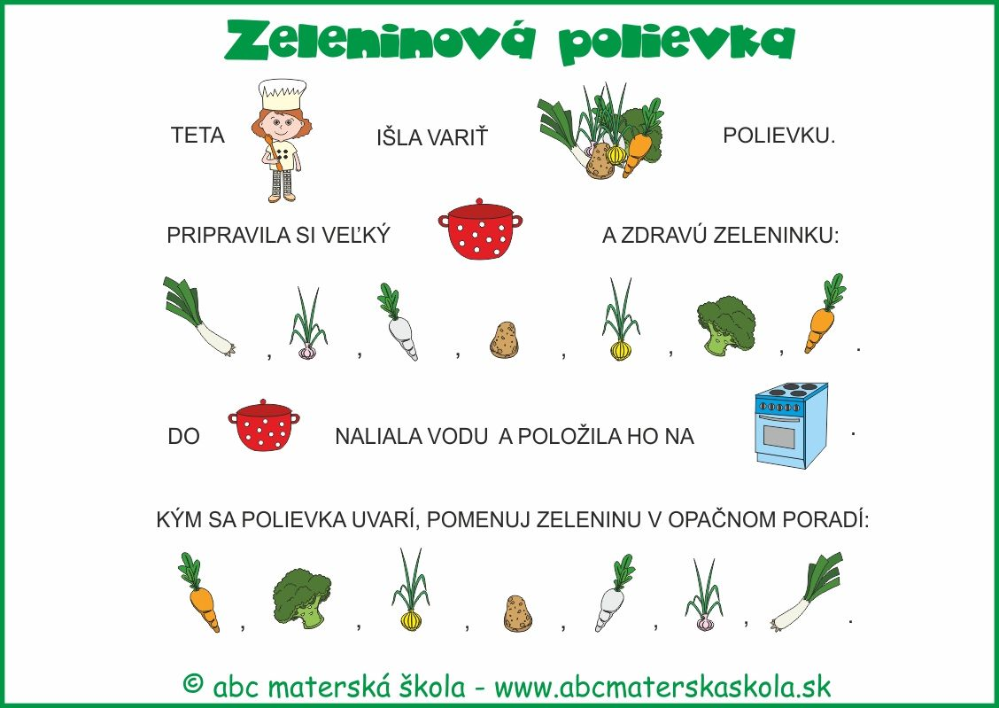 Zeleninová polievka
TETA IŠLA VARIŤ POLIEVKU.
PRIPRAVILA SI VEĽKÝ A ZDRAVÚ ZELENINKU:
, , , , , , .
DO NALIALA VODU A POLOŽILA HO NA .
KÝM SA POLIEVKA UVARÍ, POMENUJ ZELENINU V OPAČNOM PORADÍ:
, , , , , , .
© abc materská škola - www.abcmaterskaskola.sk